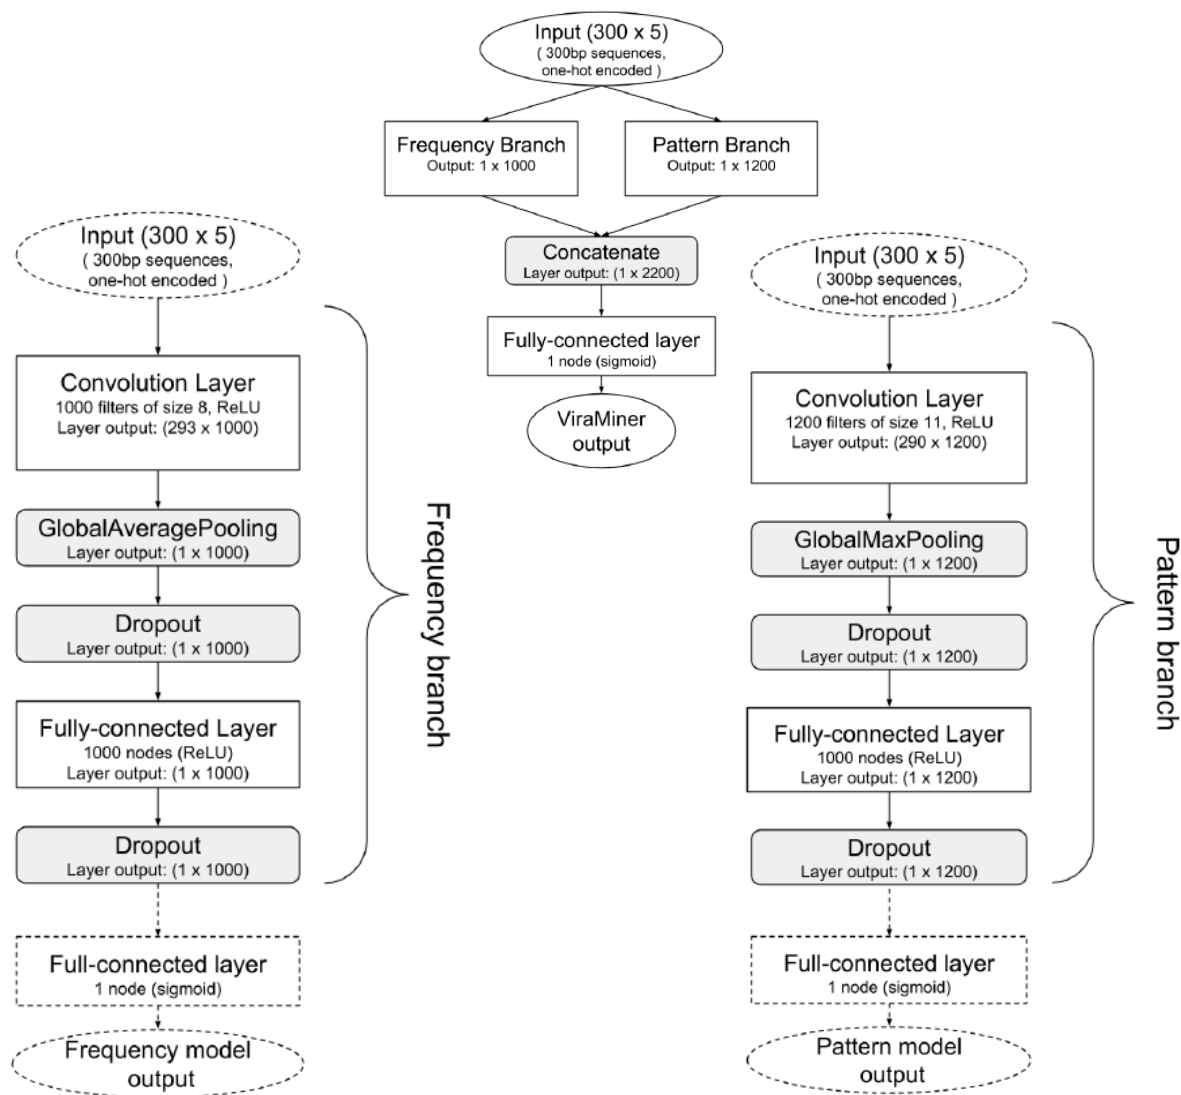 Input (300 x 5)
( 300bp sequences,
one-hot encoded )
Frequency Branch
Output: 1 x 1000
Pattern Branch
Output: 1 x 1200
Concatenate
Layer output: (1 x 2200)
Fully-connected layer
1 node (sigmoid)
ViraMiner
output
Input (300 x 5)
( 300bp sequences,
one-hot encoded )
Convolution Layer
1000 filters of size 8, ReLU
Layer output: (293 x 1000)
GlobalAveragePooling
Layer output: (1 x 1000)
Dropout
Layer output: (1 x 1000)
Fully-connected Layer
1000 nodes (ReLU)
Layer output: (1 x 1000)
Dropout
Layer output: (1 x 1000)
Full-connected layer
1 node (sigmoid)
Frequency model
output
Frequency branch
Input (300 x 5)
( 300bp sequences,
one-hot encoded )
Convolution Layer
1200 filters of size 11, ReLU
Layer output: (290 x 1200)
GlobalMaxPooling
Layer output: (1 x 1200)
Dropout
Layer output: (1 x 1200)
Fully-connected Layer
1000 nodes (ReLU)
Layer output: (1 x 1200)
Dropout
Layer output: (1 x 1200)
Full-connected layer
1 node (sigmoid)
Pattern model
output
Pattern branch